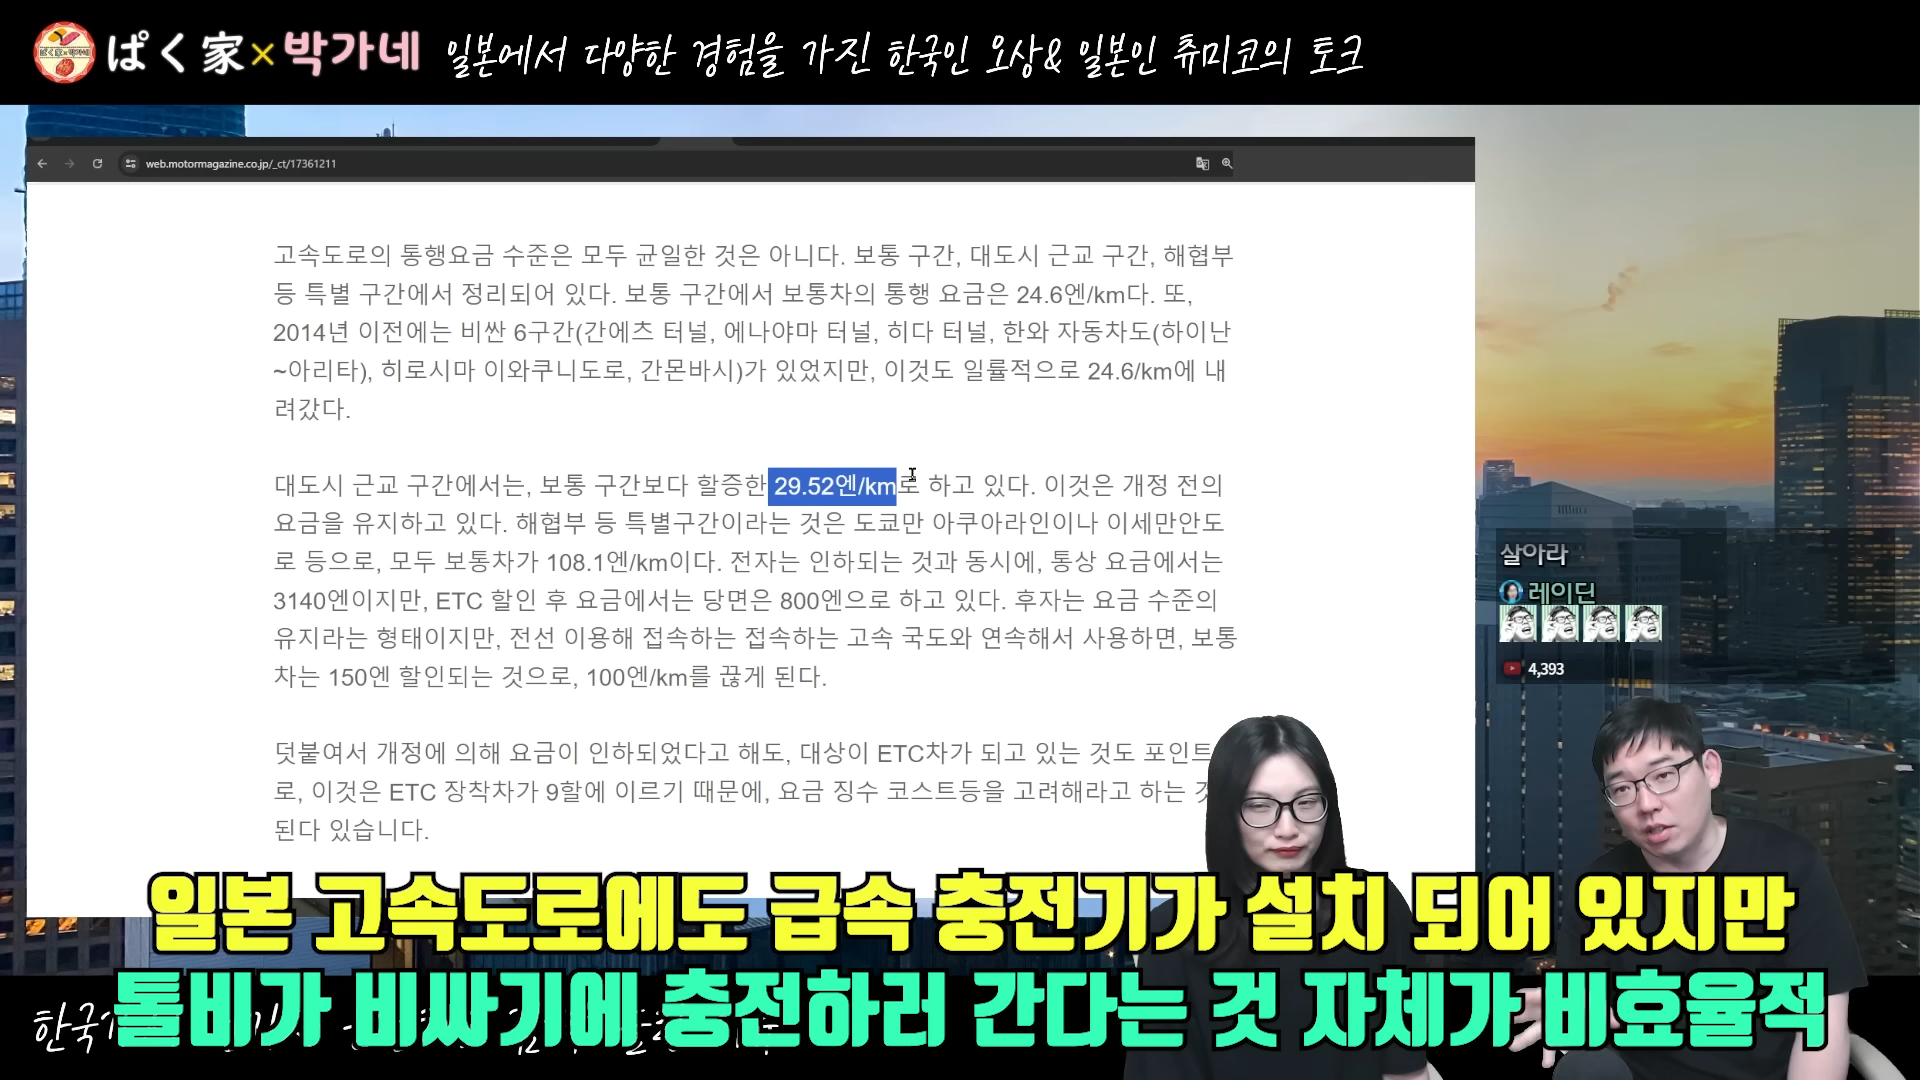 ぱく家×박가네 일본에서 다양한 경험을 가진 한국인 오상& 일본인 츄미코의 토크
web.motormagazine.co.jp/_ct/17361211
고속도로의 통행요금 수준은 모두 균일한 것은 아니다. 보통 구간, 대도시 근교 구간, 해협부
등 특별 구간에서 정리되어 있다. 보통 구간에서 보통차의 통행 요금은 24.6엔/km다. 또,
2014년 이전에는 비싼 6구간(간에츠 터널, 에나야마 터널, 히다 터널, 한와 자동차도(하이난
~아리타), 히로시마 이와쿠니도로, 간몬바시)가 있었지만, 이것도 일률적으로 24.6/km에 내
려갔다.
대도시 근교 구간에서는, 보통 구간보다 할증한 29.52엔/km로 하고 있다. 이것은 개정 전의
요금을 유지하고 있다. 해협부 등 특별구간이라는 것은 도쿄만 아쿠아라인이나 이세만안도
로 등으로, 모두 보통차가 108.1엔/km이다. 전자는 인하되는 것과 동시에, 통상 요금에서는
3140엔이지만, ETC 할인 후 요금에서는 당면은 800엔으로 하고 있다. 후자는 요금 수준의
유지라는 형태이지만, 전선 이용해 접속하는 접속하는 고속 국도와 연속해서 사용하면, 보통
차는 150엔 할인되는 것으로, 100엔/km를 끊게 된다.
덧붙여서 개정에 의해 요금이 인하되었다고 해도, 대상이 ETC차가 되고 있는 것도 포인트
로, 이것은 ETC 장착차가 9할에 이르기 때문에, 요금 징수 코스트등을 고려해라고 하는
된다 있습니다.
살아라
레이딘
4,393
일본 고속도로에도 급속 충전기가 설치 되어 있지만
톨비가 비싸기에 충전하러 간다는 것 자체가 비효율적